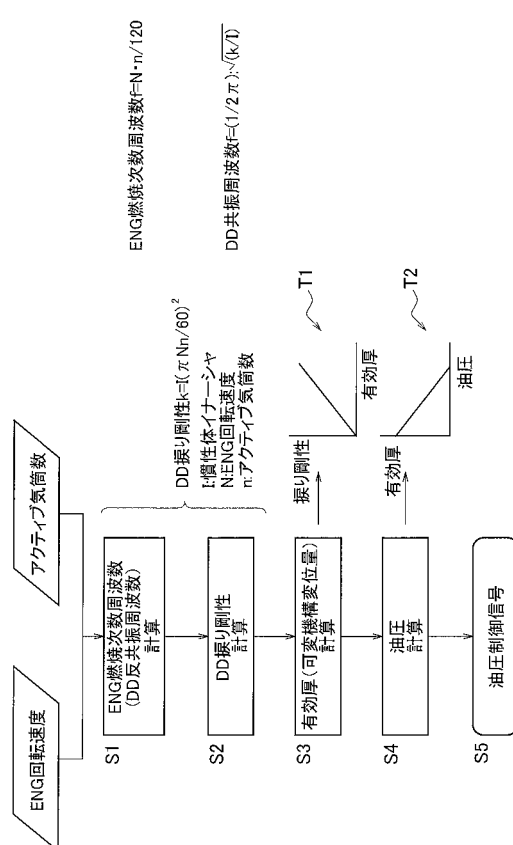 ENG回転速度
アクティブ気筒数
S1
ENG燃焼次数周波数
(DD反共振周波数)
計算
ENG燃焼次数周波数f=N・n/120
S2
DD捩り剛性
計算
DD捩り剛性k=I(πNn/60)²
I:慣性体イナーシャ
N:ENG回転速度
n:アクティブ気筒数
DD共振周波数f=(1/2π)・√(k/I)
S3
有効厚(可変機構変位量)
計算
捩り剛性
有効厚
T1
S4
油圧
計算
有効厚
油圧
T2
S5
油圧制御信号